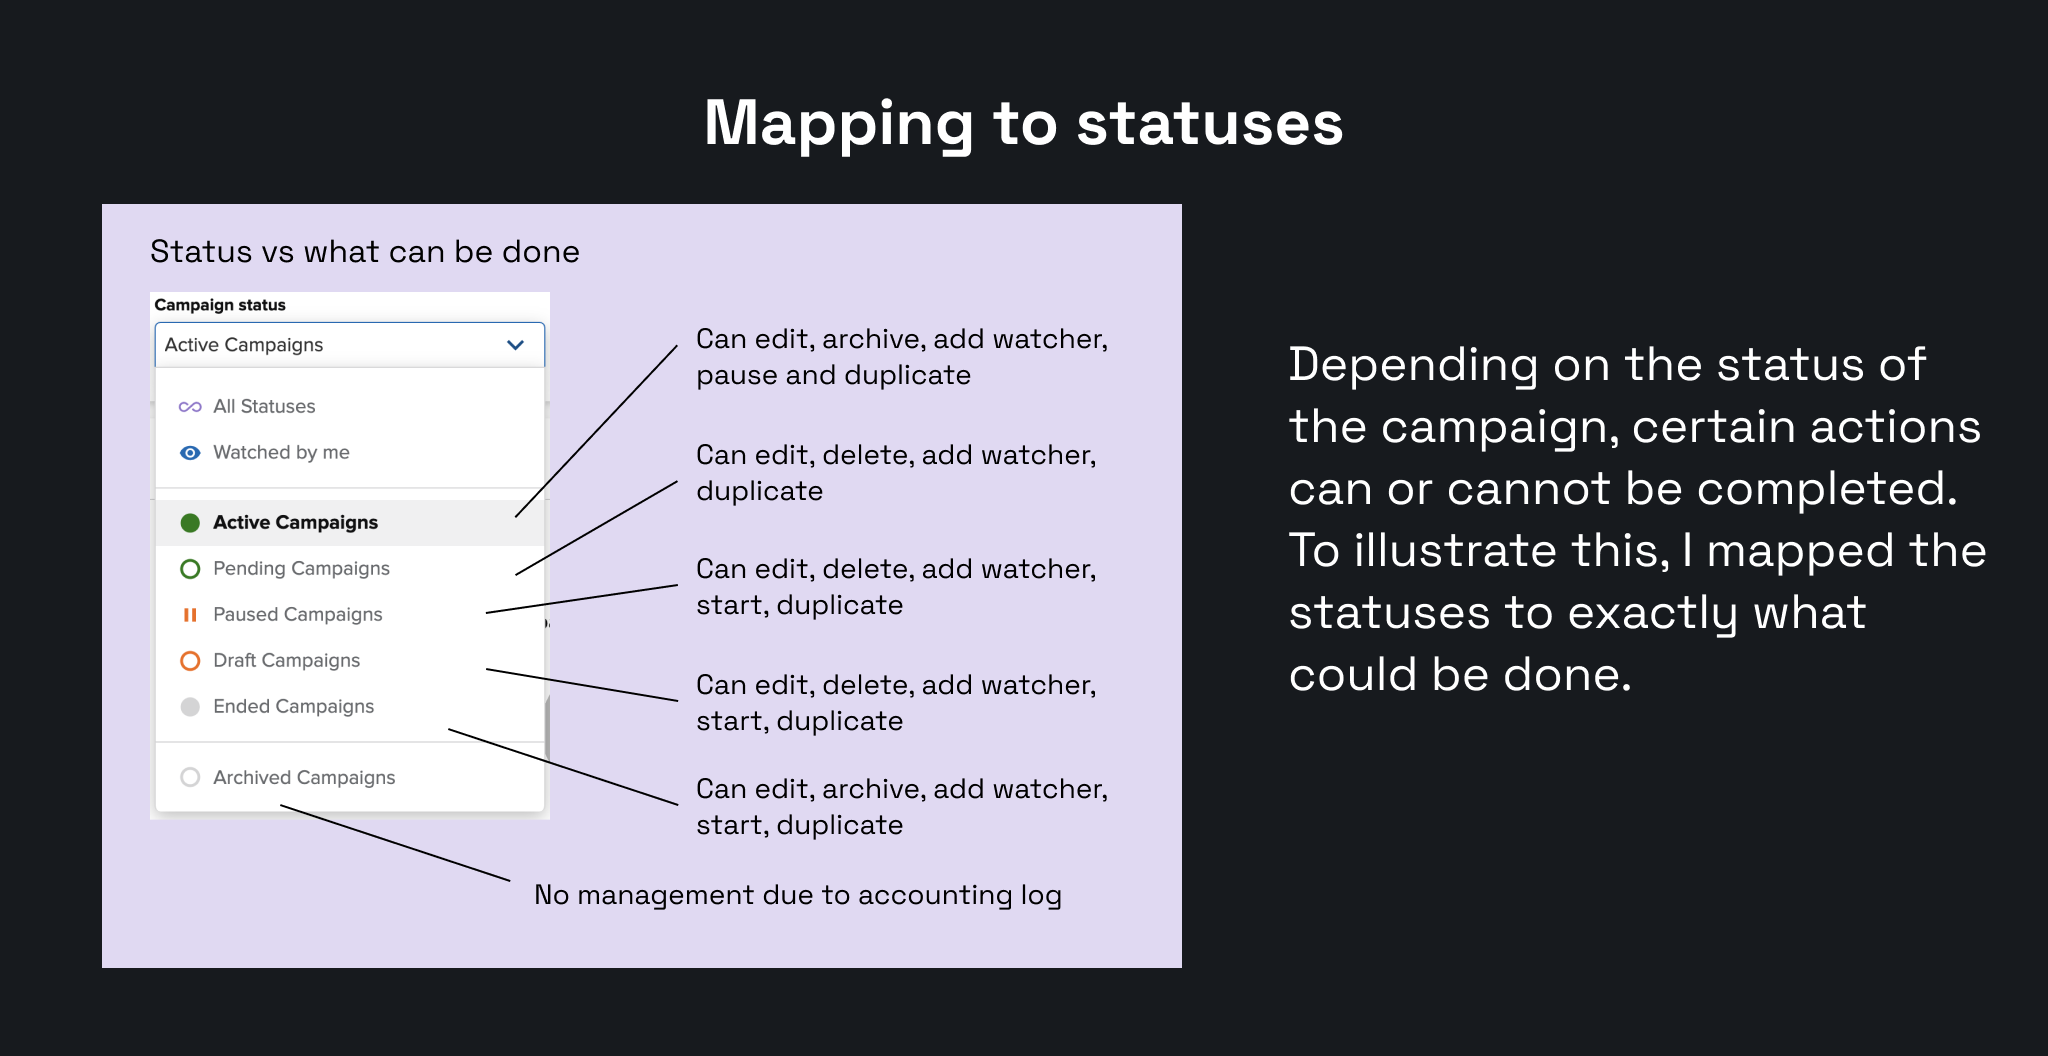 Mapping to statuses
Status vs what can be done
Campaign status
Active Campaigns
All Statuses
Watched by me
Active Campaigns
Pending Campaigns
Paused Campaigns
Draft Campaigns
Ended Campaigns
Archived Campaigns
Can edit, archive, add watcher,
pause and duplicate
Can edit, delete, add watcher,
duplicate
Can edit, delete, add watcher,
start, duplicate
Can edit, delete, add watcher,
start, duplicate
Can edit, archive, add watcher,
start, duplicate
No management due to accounting log
Depending on the status of
the campaign, certain actions
can or cannot be completed.
To illustrate this, I mapped the
statuses to exactly what
could be done.